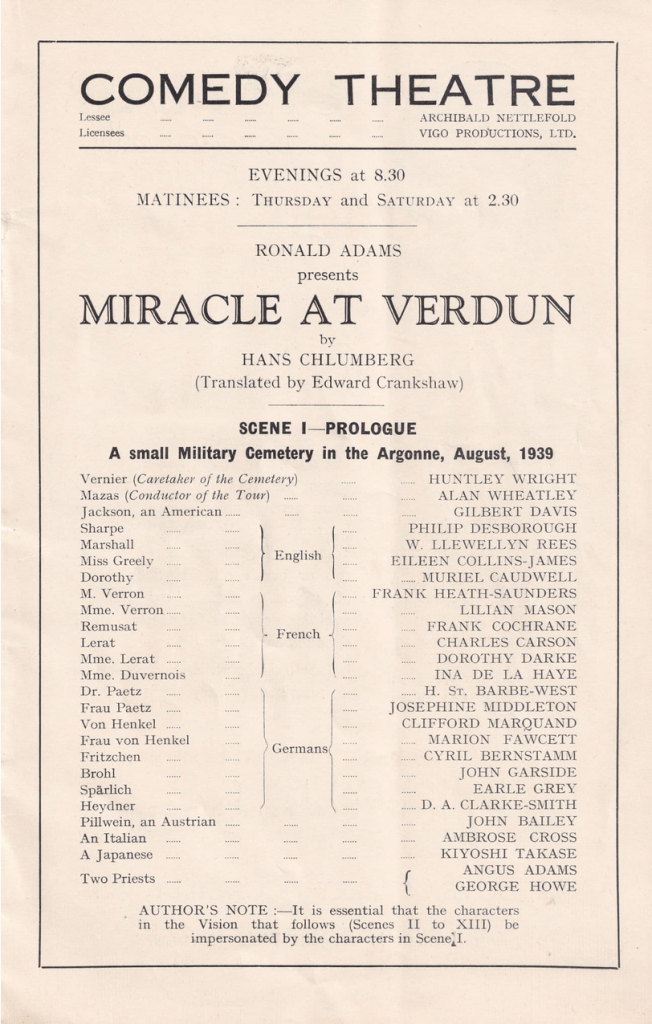 COMEDY THEATRE
Lessee ..... ..... ..... ..... ..... ..... ARCHIBALD NETTLEFOLD
Licensees ..... ..... ..... ..... ..... ..... VIGO PRODUCTIONS, LTD.
EVENINGS at 8.30
MATINEES : THURSDAY and SATURDAY at 2.30
RONALD ADAMS
presents
MIRACLE AT VERDUN
by
HANS CHLUMBERG
(Translated by Edward Crankshaw)
SCENE I—PROLOGUE
A small Military Cemetery in the Argonne, August, 1939
Vernier (Caretaker of the Cemetery) ..... ..... HUNTLEY WRIGHT
Mazas (Conductor of the Tour) ..... ..... ..... ALAN WHEATLEY
Jackson, an American ..... ..... ..... ..... GILBERT DAVIS
Sharpe ..... ..... ..... ..... PHILIP DESBOROUGH
Marshall ..... ..... ..... W. LLEWELLYN REES
English
Miss Greely ..... ..... ..... EILEEN COLLINS-JAMES
Dorothy ..... ..... ..... ..... MURIEL CAUDWELL
M. Verron ..... ..... ..... FRANK HEATH-SAUNDERS
Mme. Verron ..... ..... ..... ..... LILIAN MASON
Remusat ..... ..... ..... ..... FRANK COCHRANE
French
Lerat ..... ..... ..... ..... CHARLES CARSON
Mme. Lerat ..... ..... ..... ..... DOROTHY DARKE
Mme. Duvernois ..... ..... ..... INA DE LA HAYE
Dr. Paetz ..... ..... ..... ..... H. ST. BARBE-WEST
Frau Paetz ..... ..... ..... JOSEPHINE MIDDLETON
Von Henkel ..... ..... ..... CLIFFORD MARQUAND
Frau von Henkel ..... ..... ..... MARION FAWCETT
Germans
Fritzchen ..... ..... ..... ..... CYRIL BERNSTAMM
Brohl ..... ..... ..... ..... JOHN GARSIDE
Spärlich ..... ..... ..... ..... EARLE GREY
Heydner ..... ..... ..... ..... D. A. CLARKE-SMITH
Pillwein, an Austrian ..... ..... ..... ..... JOHN BAILEY
An Italian ..... ..... ..... ..... ..... AMBROSE CROSS
A Japanese ..... ..... ..... ..... ..... KIYOSHI TAKASE
Two Priests ..... ..... ..... ..... ANGUS ADAMS
GEORGE HOWE
AUTHOR'S NOTE :—It is essential that the characters
in the Vision that follows (Scenes II to XIII) be
impersonated by the characters in Scene I.